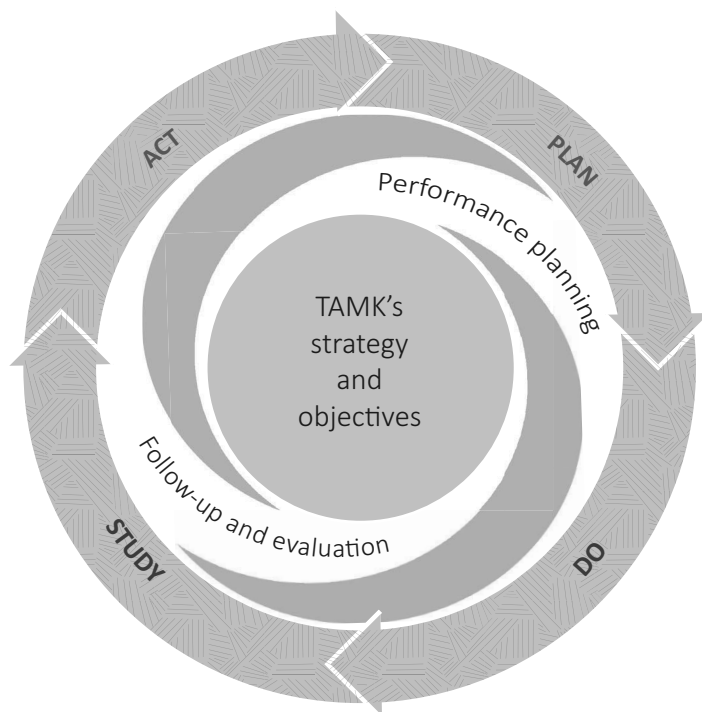 ACT
PLAN
Performance planning
TAMK’s
strategy
and
objectives
Follow-up and evaluation
STUDY
DO